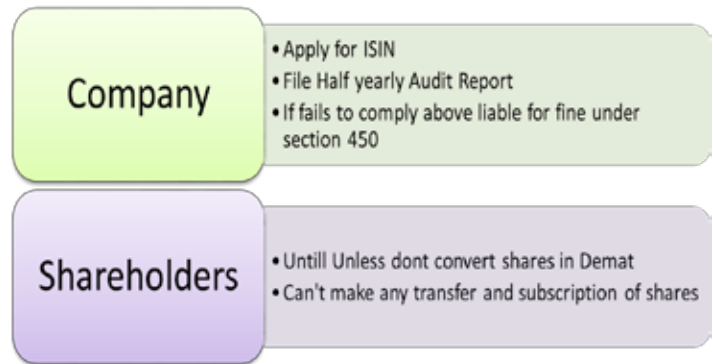 Company
• Apply for ISIN
• File Half yearly Audit Report
• If fails to comply above liable for fine under
section 450
Shareholders
• Untill Unless dont convert shares in Demat
• Can't make any transfer and subscription of shares